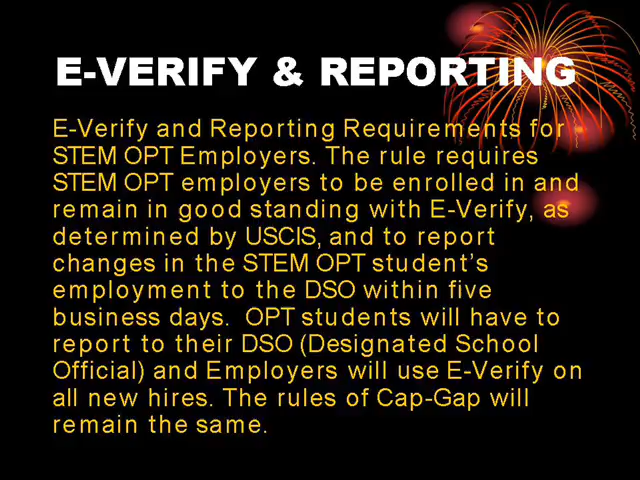 E-VERIFY & REPORTING
E-Verify and Reporting Requirements for
STEM OPT Employers. The rule requires
STEM OPT employers to be enrolled in and
remain in good standing with E-Verify, as
determined by USCIS, and to report
changes in the STEM OPT student's
employment to the DSO within five
business days.  OPT students will have to
report to their DSO (Designated School
Official) and Employers will use E-Verify on
all new hires. The rules of Cap-Gap will
remain the same.